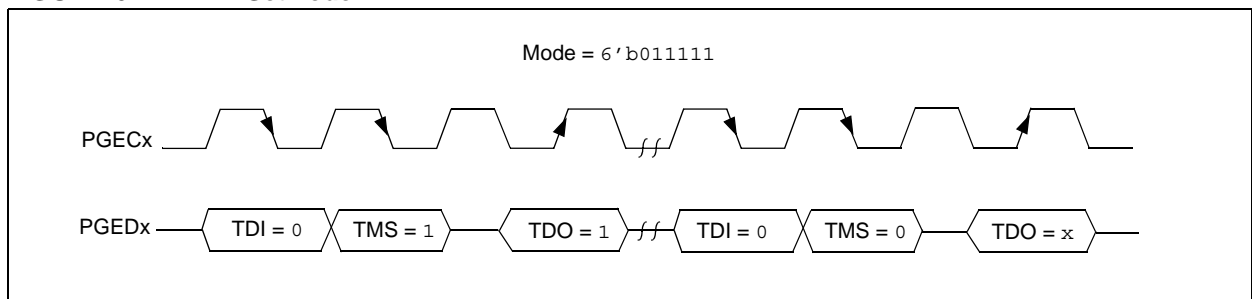 Mode = 6'b011111
PGECx
PGEDx
TDI = 0
TMS = 1
TDO = 1
TDI = 0
TMS = 0
TDO = x